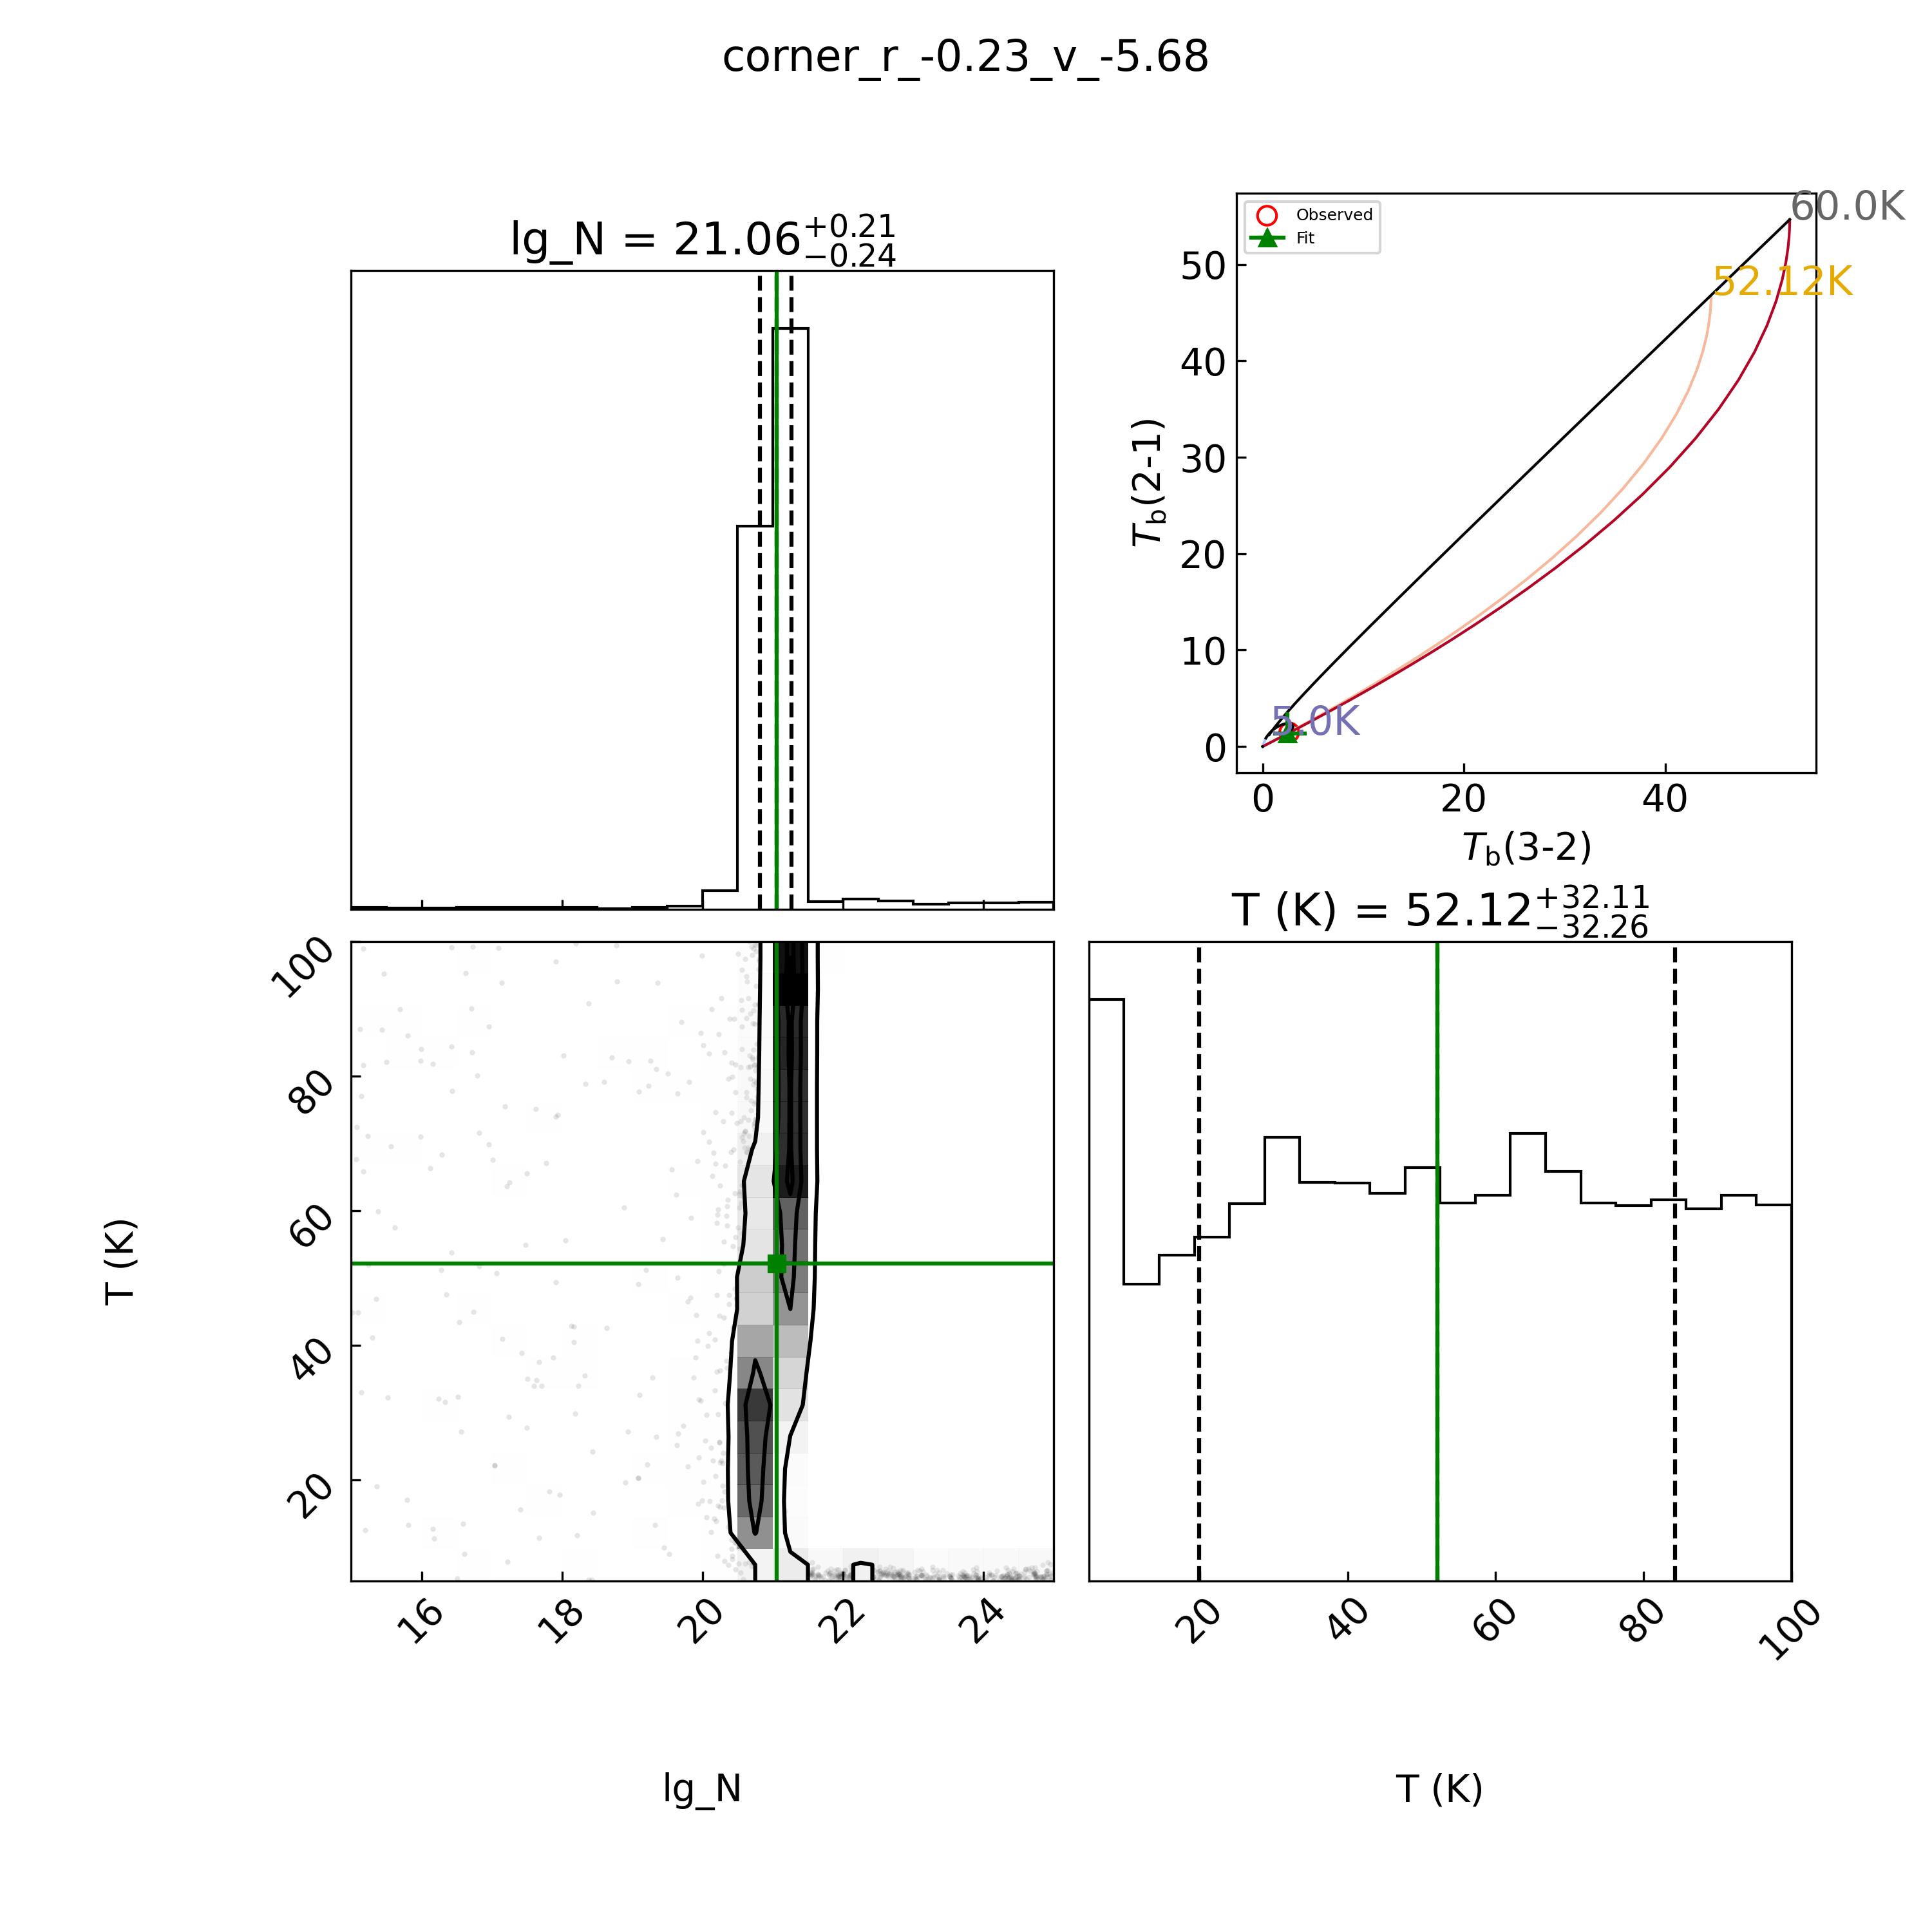 corner_r_-0.23_v_-5.68
lg_N = 21.06 +0.21 −0.24
60.0K
Observed
Fit
52.12K
5.0K
50
40
30
20
10
0
T_b(2-1)
0 20 40
T_b(3-2)
T (K) = 52.12 +32.11 −32.26
100
80
60
40
20
T (K)
16 18 20 22 24
20 40 60 80 100
lg_N
T (K)